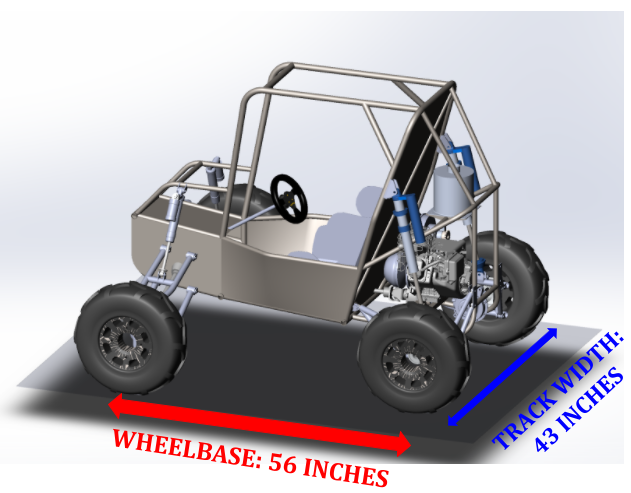 WHEELBASE: 56 INCHES
TRACK WIDTH:
43 INCHES